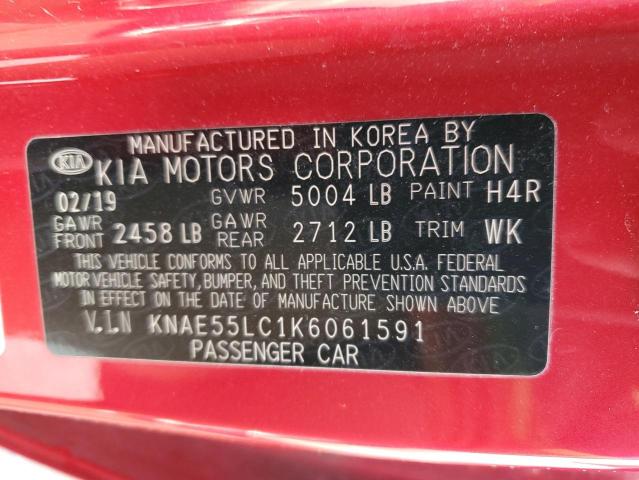 MANUFACTURED IN KOREA BY
KIA KIA MOTORS CORPORATION
02/19 GVWR 5004 LB PAINT H4R
GAWR FRONT 2458 LB GAWR REAR 2712 LB TRIM WK
THIS VEHICLE CONFORMS TO ALL APPLICABLE U.S.A. FEDERAL
MOTOR VEHICLE SAFETY, BUMPER, AND THEFT PREVENTION STANDARDS
IN EFFECT ON THE DATE OF MANUFACTURE SHOWN ABOVE
V.I.N KNAE55LC1K6061591
PASSENGER CAR